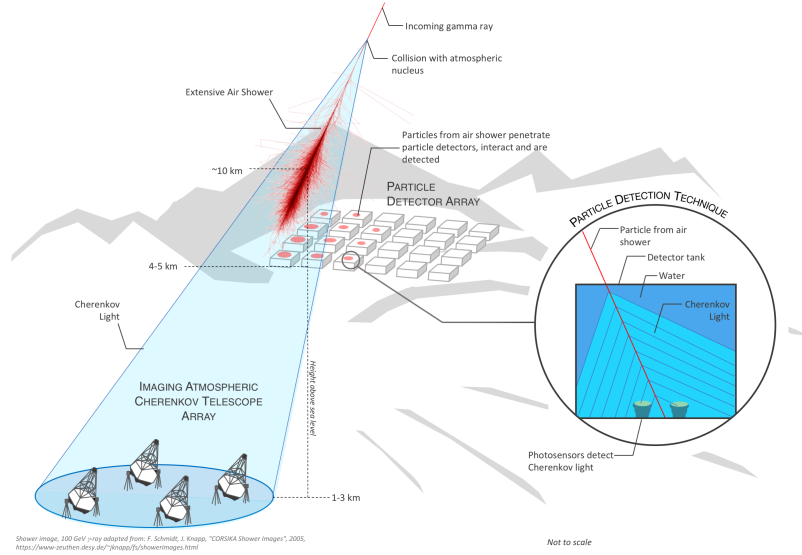 Incoming gamma ray
Collision with atmospheric
nucleus
Extensive Air Shower
Particles from air shower penetrate
particle detectors, interact and are
detected
~10 km
PARTICLE
DETECTOR ARRAY
PARTICLE DETECTION TECHNIQUE
Particle from air
shower
Detector tank
Water
4-5 km
Cherenkov
Light
Cherenkov
Light
Height above sea level
IMAGING ATMOSPHERIC
CHERENKOV TELESCOPE
ARRAY
Photosensors detect
Cherenkov light
1-3 km
Shower image, 100 GeV γ-ray adapted from: F. Schmidt, J. Knapp, "CORSIKA Shower Images", 2005,
https://www-zeuthen.desy.de/~jknapp/fs/showerimages.html
Not to scale